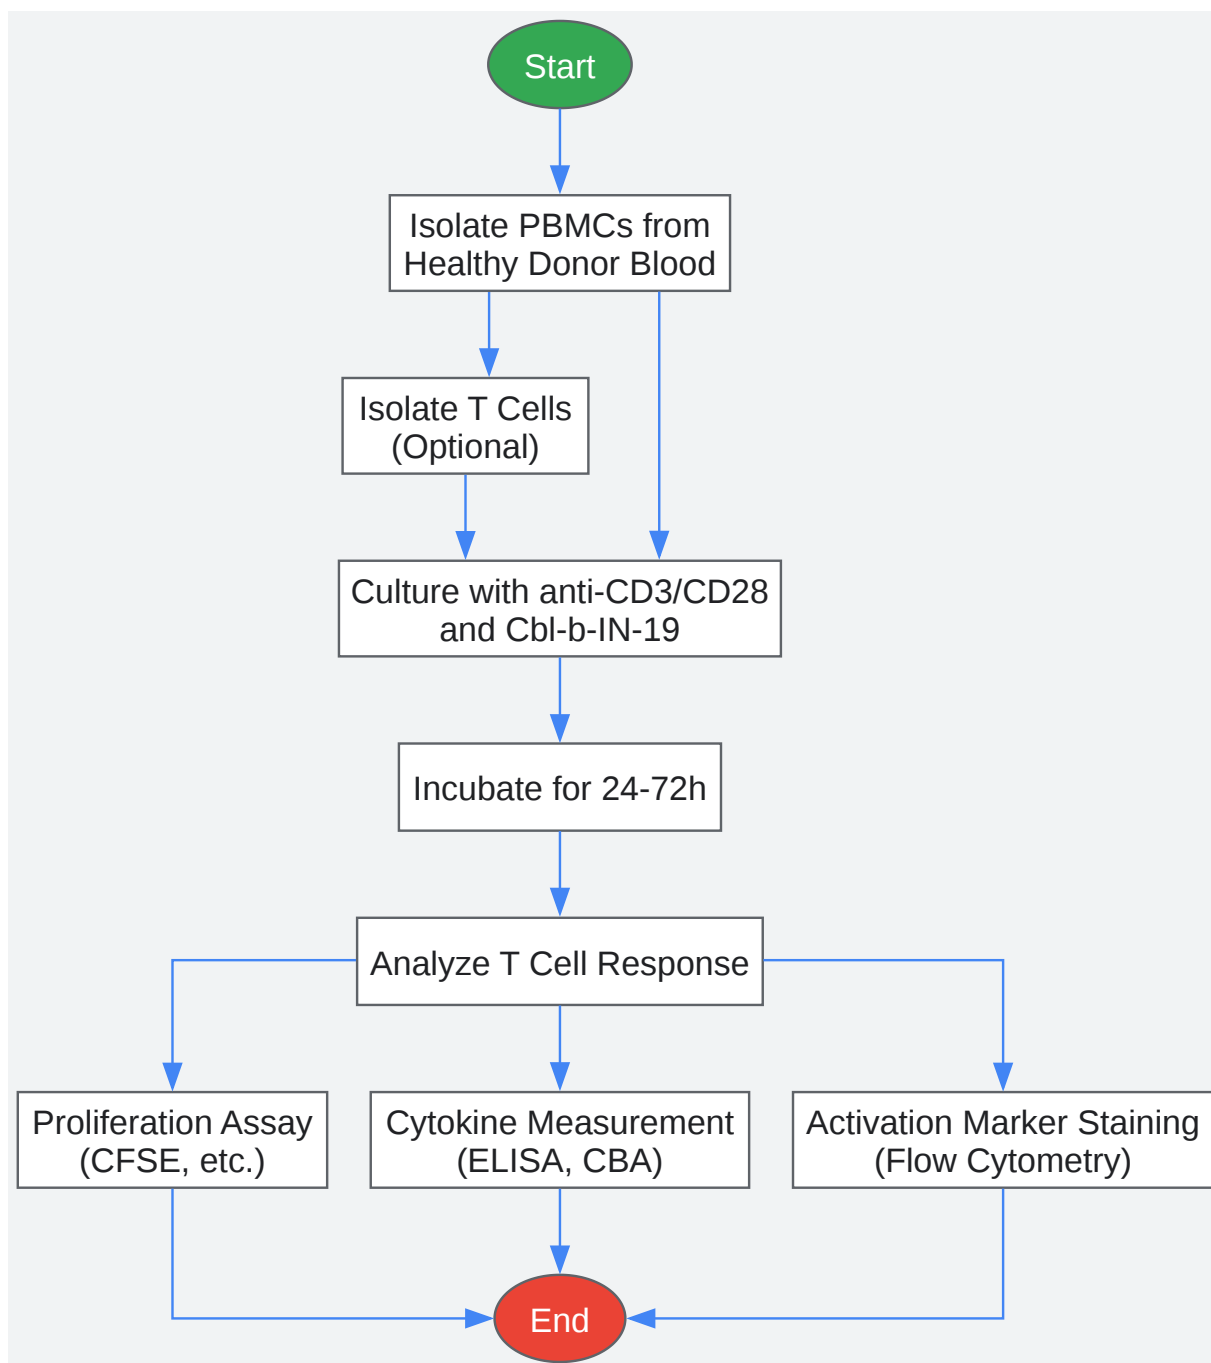 Start
Isolate PBMCs from
Healthy Donor Blood
Isolate T Cells
(Optional)
Culture with anti-CD3/CD28
and Cbl-b-IN-19
Incubate for 24-72h
Analyze T Cell Response
Proliferation Assay
(CFSE, etc.)
Cytokine Measurement
(ELISA, CBA)
Activation Marker Staining
(Flow Cytometry)
End